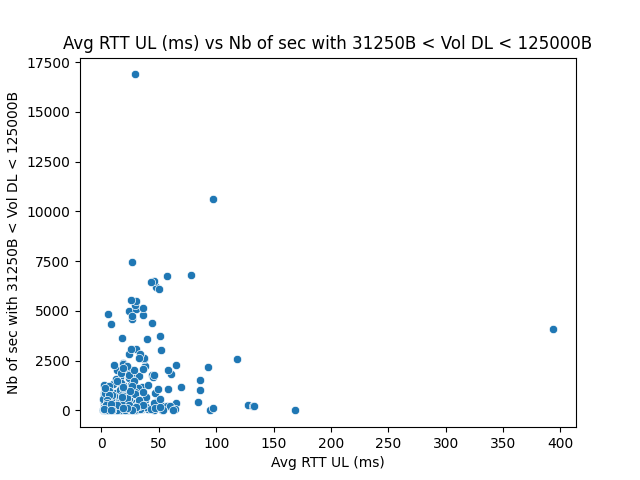 Avg RTT UL (ms) vs Nb of sec with 31250B < Vol DL < 125000B
17500
15000
12500
10000
7500
5000
2500
0
Nb of sec with 31250B < Vol DL < 125000B
0 50 100 150 200 250 300 350 400
Avg RTT UL (ms)